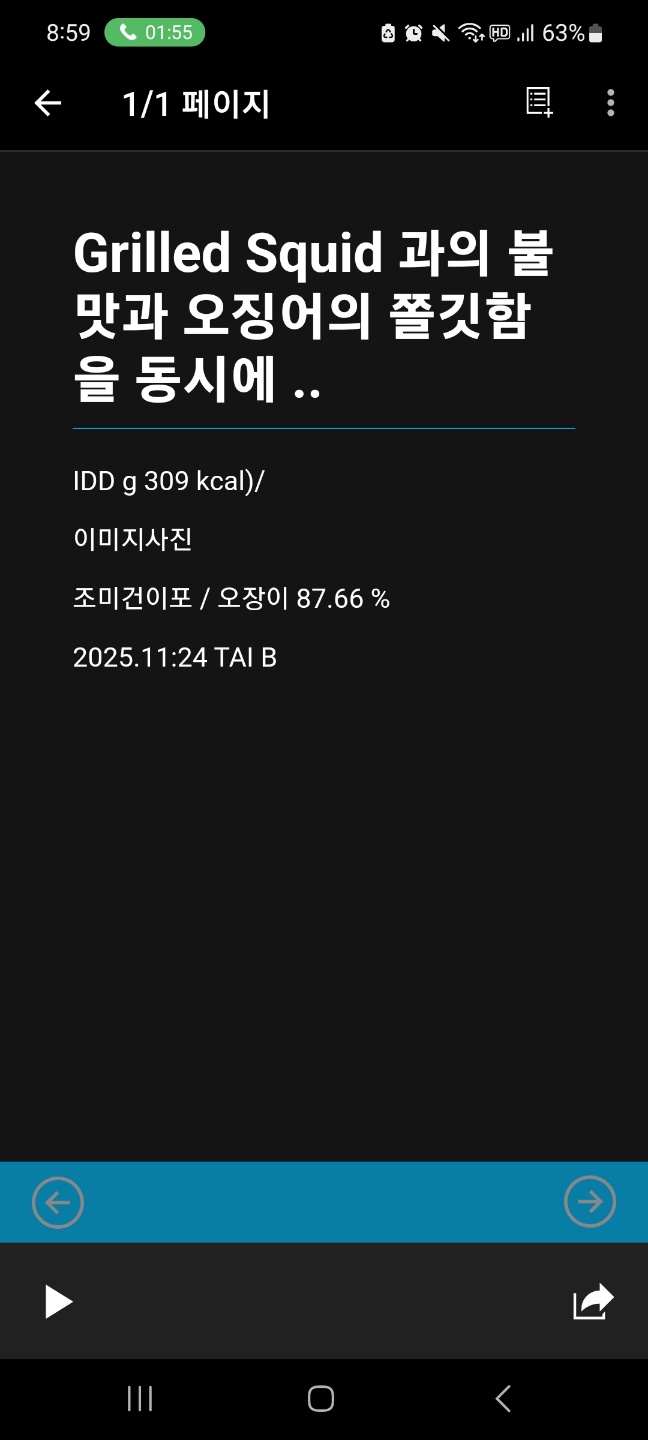 8:59 01:55 HD 63%
1/1 페이지
Grilled Squid 과의 불
맛과 오징어의 쫄깃함
을 동시에 ..
IDD g 309 kcal)/
이미지사진
조미건이포 / 오장이 87.66 %
2025.11:24 TAI B